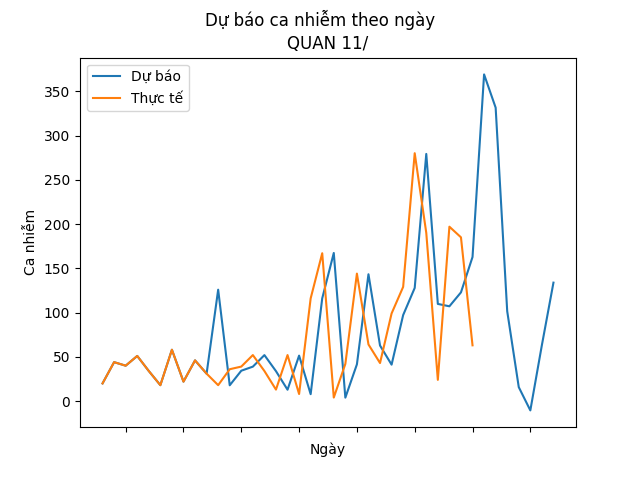 Dự báo ca nhiễm theo ngày
QUAN 11/
Dự báo
Thực tế
350
300
250
200
150
100
50
0
Ca nhiễm
Ngày